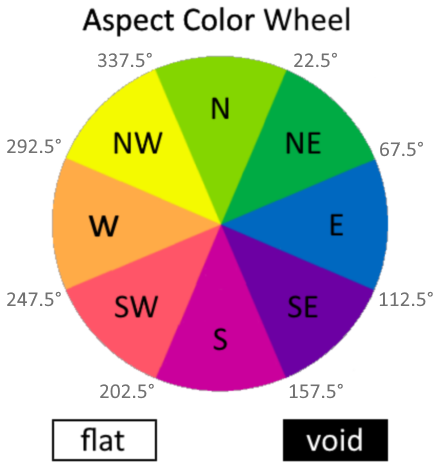 Aspect Color Wheel
337.5° 22.5°
N
NW NE
292.5° 67.5°
W E
SW SE
247.5° 112.5°
S
202.5° 157.5°
flat void